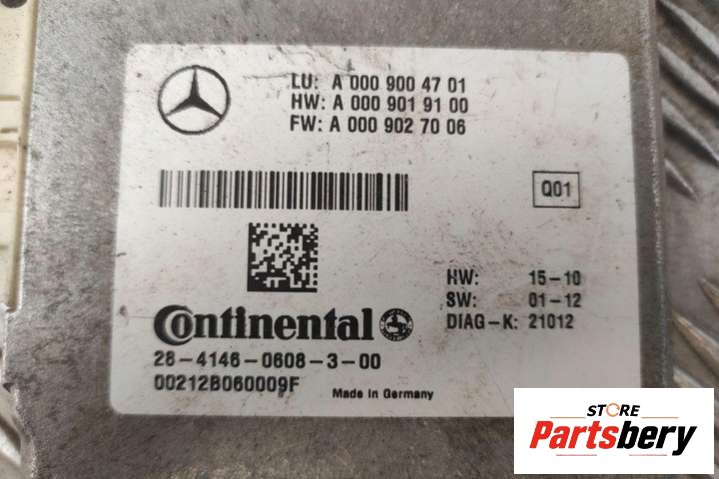 LU: A 000 900 47 01
HW: A 000 901 91 00
FW: A 000 902 70 06
Q01
HW: 15-10
SW: 01-12
DIAG-K: 21012
Continental
28-4146-0608-3-00
00212B060009F
Made in Germany
STORE
Partsbery